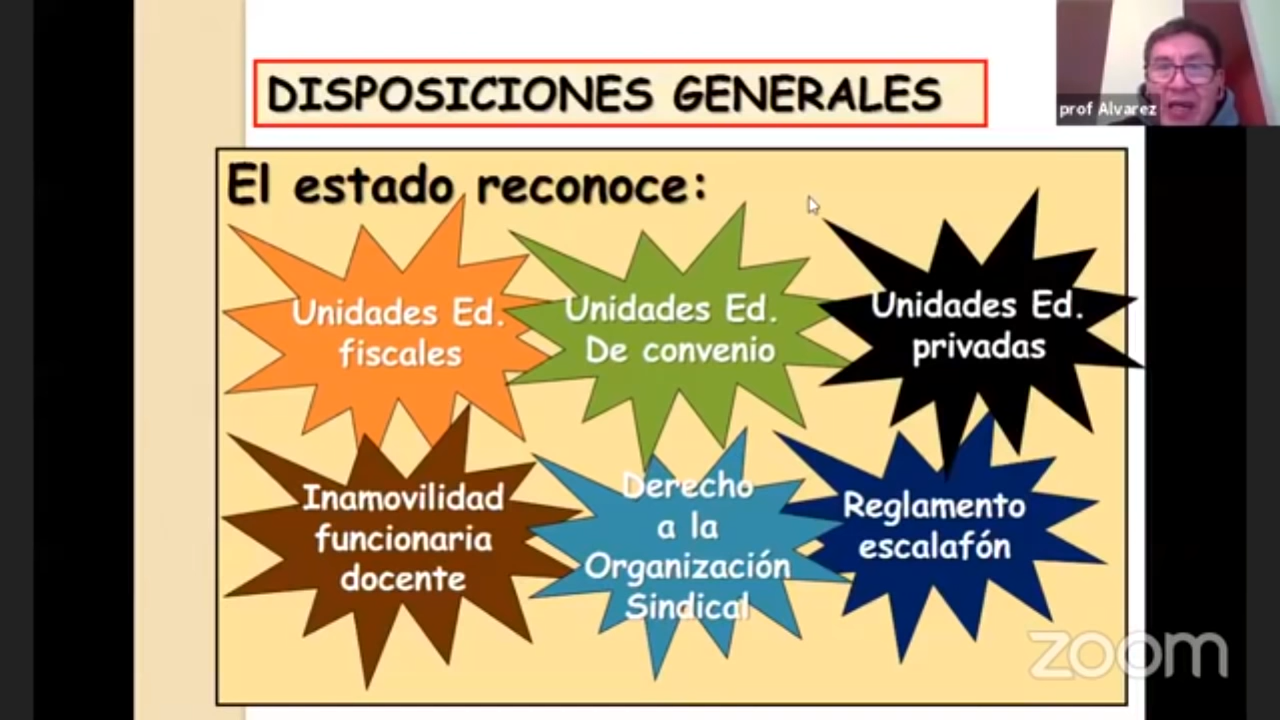 DISPOSICIONES GENERALES
prof Alvarez
El estado reconoce:
Unidades Ed.
fiscales
Unidades Ed.
De convenio
Unidades Ed.
privadas
Inamovilidad
funcionaria
docente
Derecho
a la
Organización
Sindical
Reglamento
escalafón
zoom